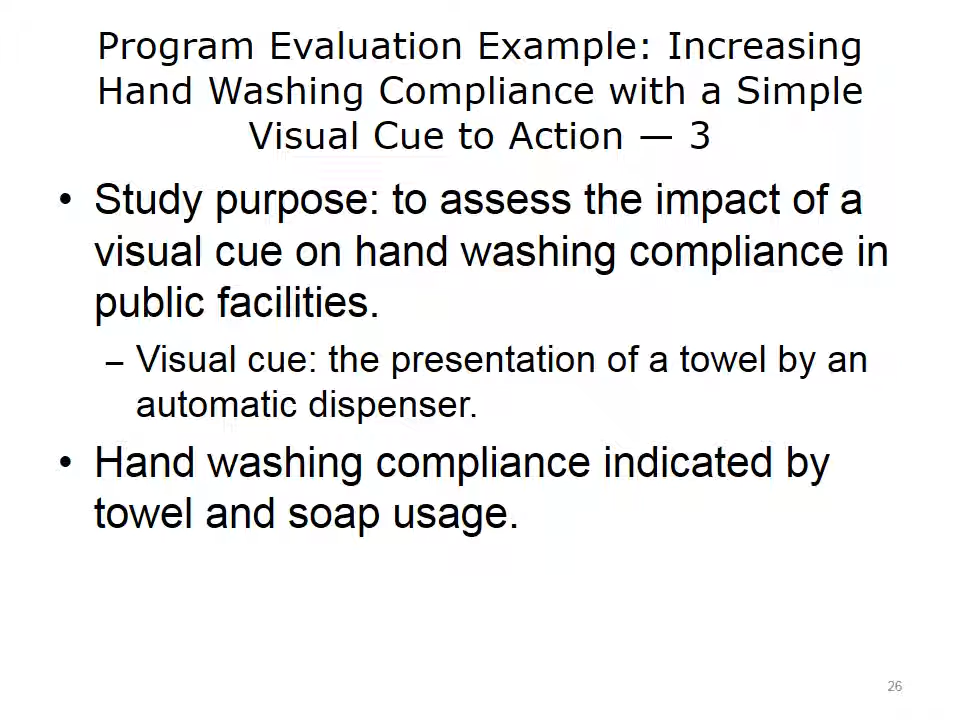 Program Evaluation Example: Increasing
Hand Washing Compliance with a Simple
Visual Cue to Action — 3
• Study purpose: to assess the impact of a
visual cue on hand washing compliance in
public facilities.
– Visual cue: the presentation of a towel by an
automatic dispenser.
• Hand washing compliance indicated by
towel and soap usage.
26